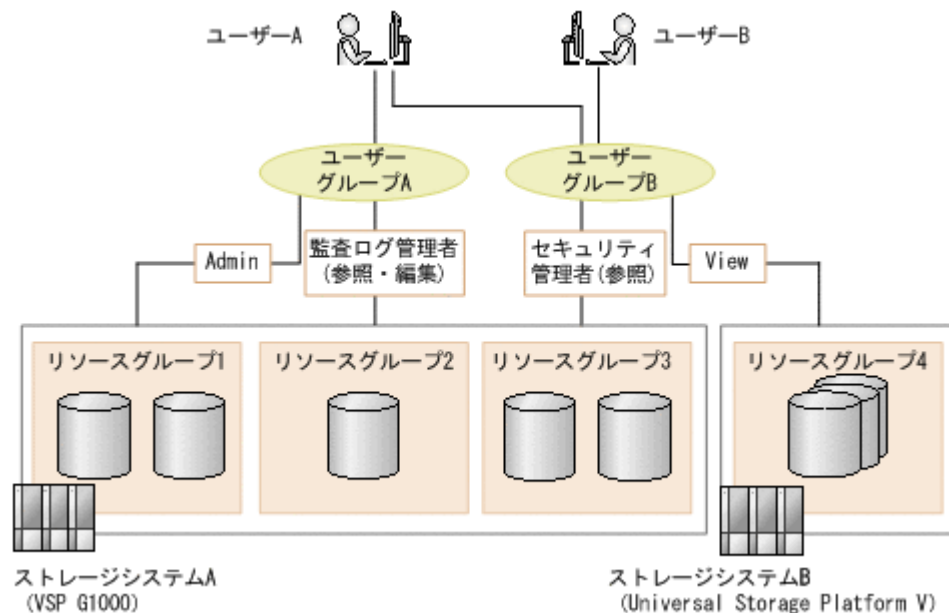 ユーザーA
ユーザーB
ユーザー
グループA
ユーザー
グループB
Admin
監査ログ管理者
(参照・編集)
セキュリティ
管理者(参照)
View
リソースグループ1
リソースグループ2
リソースグループ3
リソースグループ4
ストレージシステムA
(VSP G1000)
ストレージシステムB
(Universal Storage Platform V)